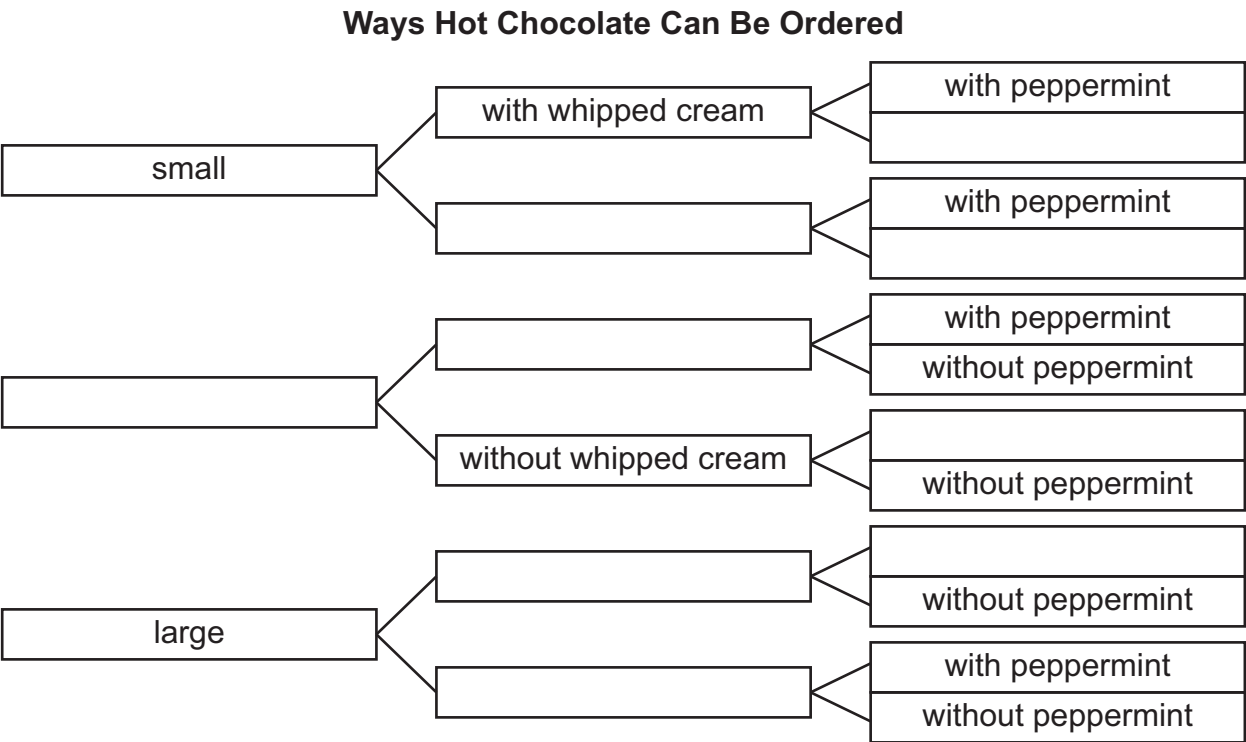 Ways Hot Chocolate Can Be Ordered
small
with whipped cream
with peppermint
with peppermint
with peppermint
without peppermint
without whipped cream
without peppermint
large
without peppermint
with peppermint
without peppermint